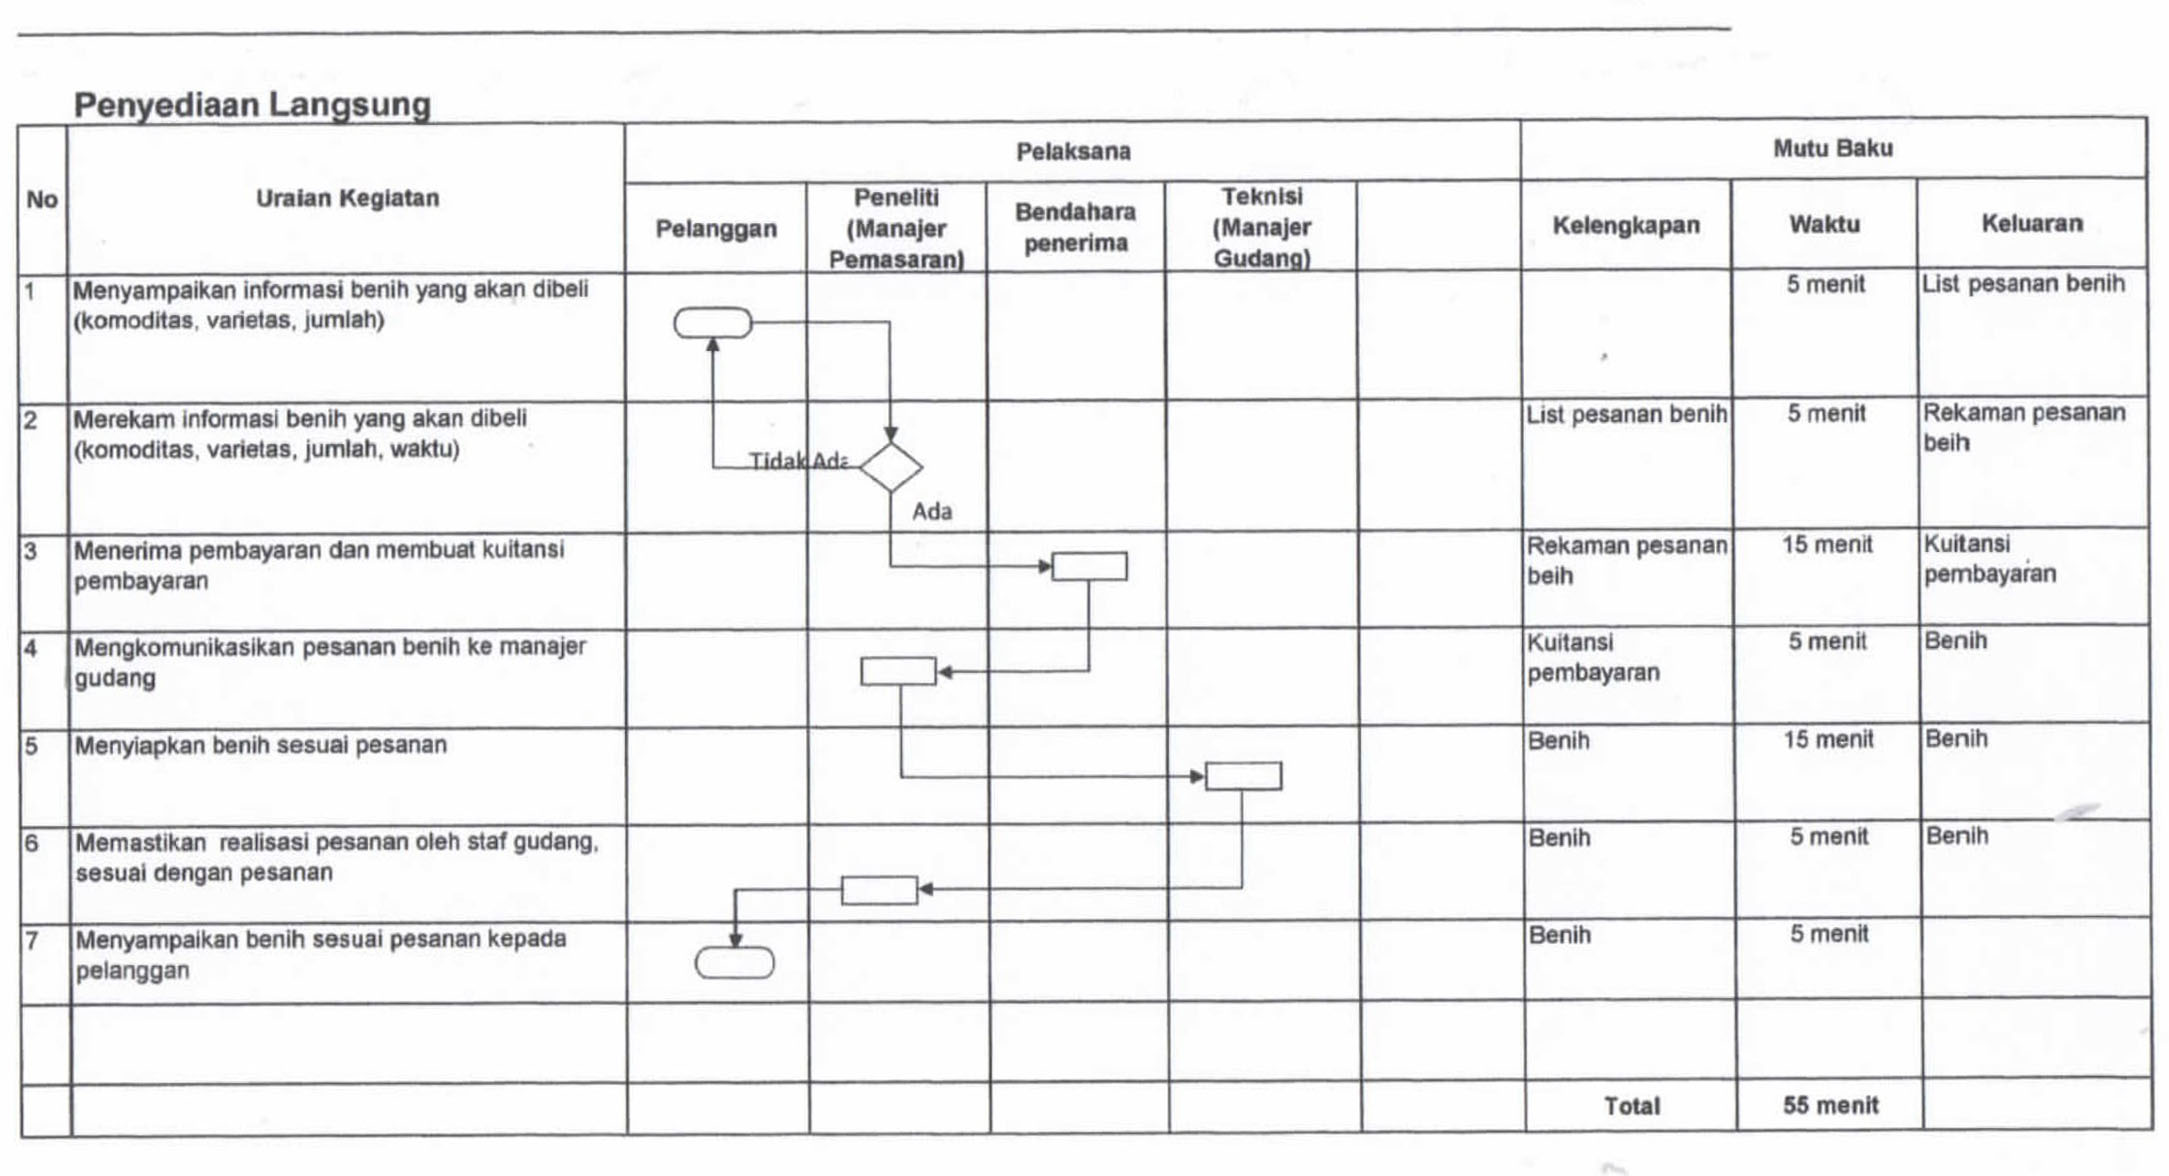 Penyediaan Langsung
No
Uraian Kegiatan
Pelaksana
Mutu Baku
Pelanggan
Peneliti
(Manajer
Pemasaran)
Bendahara
penerima
Teknisi
(Manajer
Gudang)
Kelengkapan
Waktu
Keluaran
1
Menyampaikan informasi benih yang akan dibeli
(komoditas, varietas, jumlah)
5 menit
List pesanan benih
2
Merekam informasi benih yang akan dibeli
(komoditas, varietas, jumlah, waktu)
Tidak Ada
Ada
List pesanan benih
5 menit
Rekaman pesanan
beih
3
Menerima pembayaran dan membuat kuitansi
pembayaran
Rekaman pesanan
beih
15 menit
Kuitansi
pembayaran
4
Mengkomunikasikan pesanan benih ke manajer
gudang
Kuitansi
pembayaran
5 menit
Benih
5
Menyiapkan benih sesuai pesanan
Benih
15 menit
Benih
6
Memastikan realisasi pesanan oleh staf gudang,
sesuai dengan pesanan
Benih
5 menit
Benih
7
Menyampaikan benih sesuai pesanan kepada
pelanggan
Benih
5 menit
Total
55 menit